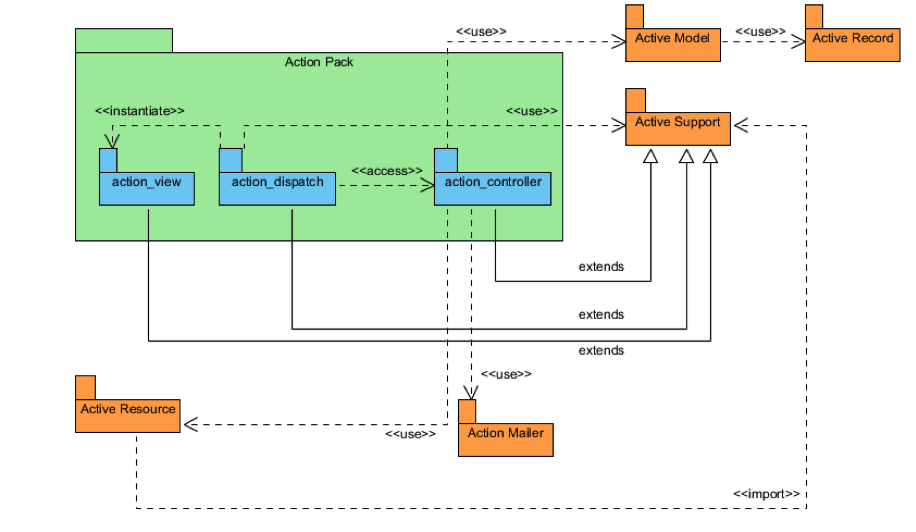 <<use>>
Active Model
<<use>>
Active Record
Action Pack
<<instantiate>>
<<use>>
Active Support
action_view
action_dispatch
<<access>>
action_controller
extends
extends
extends
<<use>>
Active Resource
<<use>>
Action Mailer
<<import>>